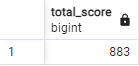 total_score
bigint
1 883